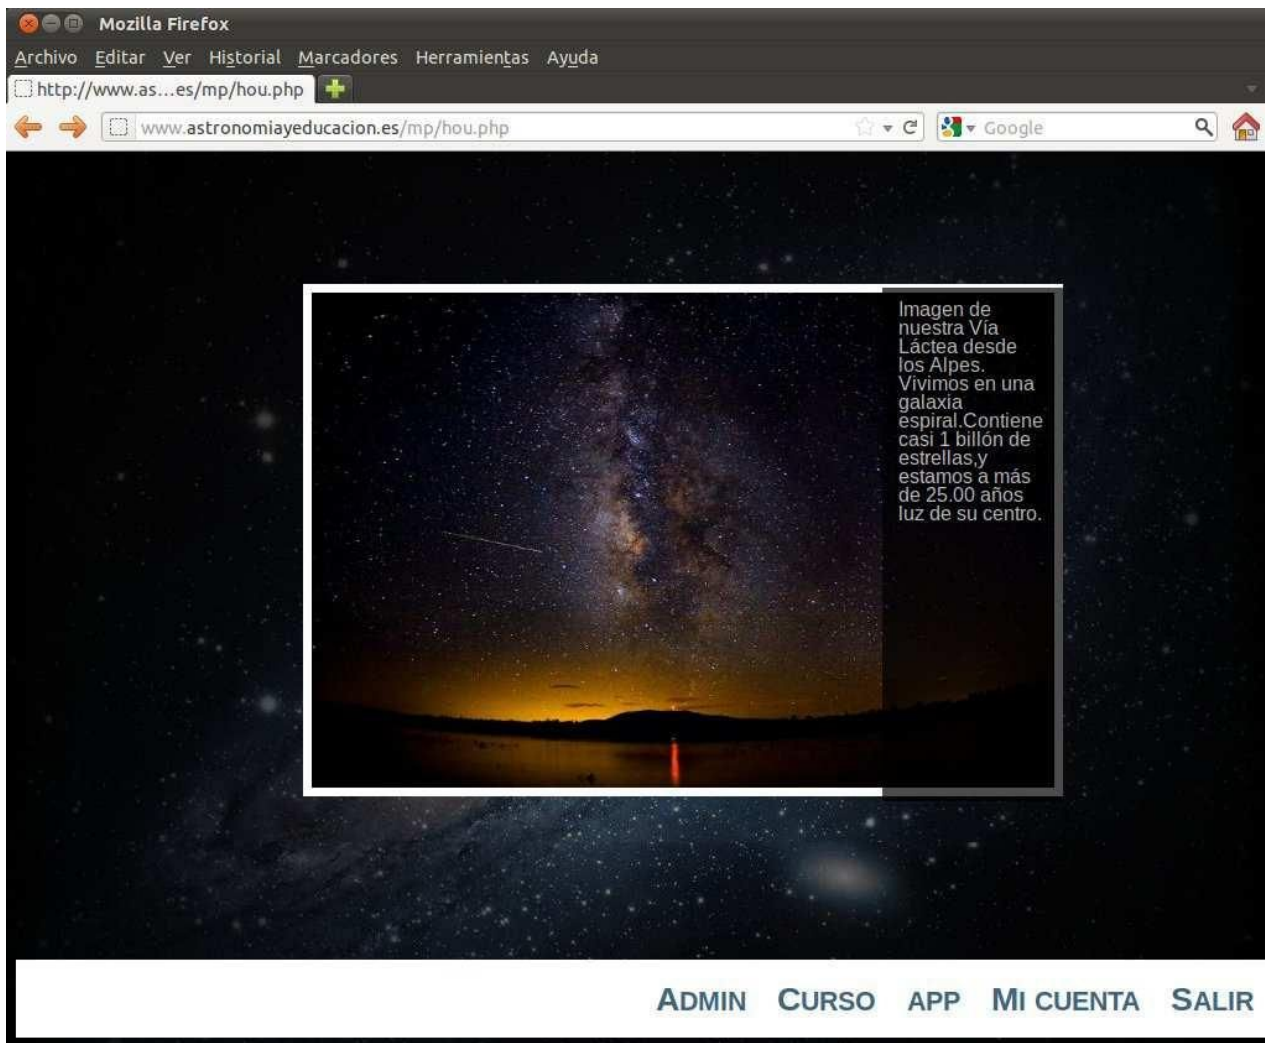 Mozilla Firefox
Archivo Editar Ver Historial Marcadores Herramientas Ayuda
http://www.as...es/mp/hou.php
www.astronomiayeducacion.es/mp/hou.php
Google
Imagen de
nuestra Vía
Láctea desde
los Alpes.
Vivimos en una
galaxia
espiral.Contiene
casi 1 billón de
estrellas,y
estamos a más
de 25.00 años
luz de su centro.
ADMIN CURSO APP MI CUENTA SALIR